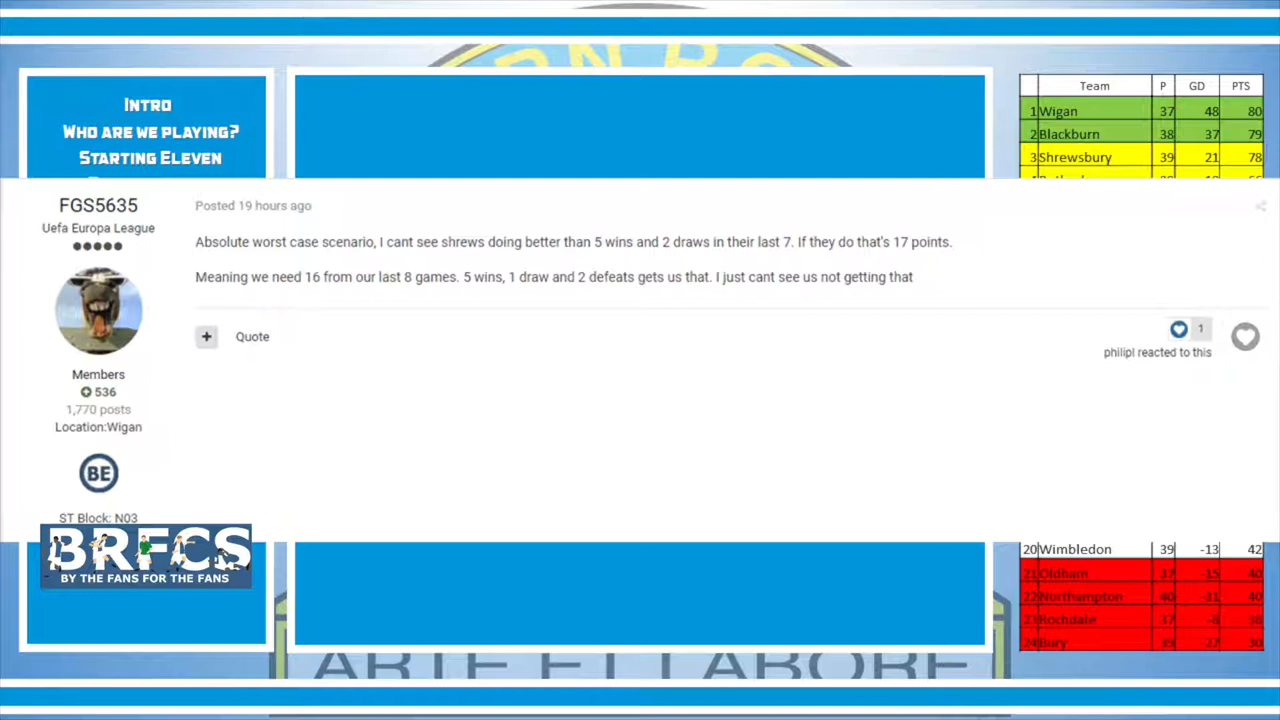 INTRO
WHO ARE WE PLAYING?
STARTING ELEVEN
Team P GD PTS
1 Wigan 37 48 80
2 Blackburn 38 37 79
3 Shrewsbury 39 21 78
FGS5635
Uefa Europa League
Posted 19 hours ago
Absolute worst case scenario, I cant see shrews doing better than 5 wins and 2 draws in their last 7. If they do that's 17 points.
Meaning we need 16 from our last 8 games. 5 wins, 1 draw and 2 defeats gets us that. I just cant see us not getting that
+ Quote
1
philipl reacted to this
Members
536
1,770 posts
Location:Wigan
BE
ST Block: N03
BRFCS
BY THE FANS FOR THE FANS
20 Wimbledon 39 -13 42
21 Oldham 37 -15 40
22 Northampton 40 -31 40
23 Rochdale 37 -8 38
24 Bury 39 -27 30
ARTE ET LABORE